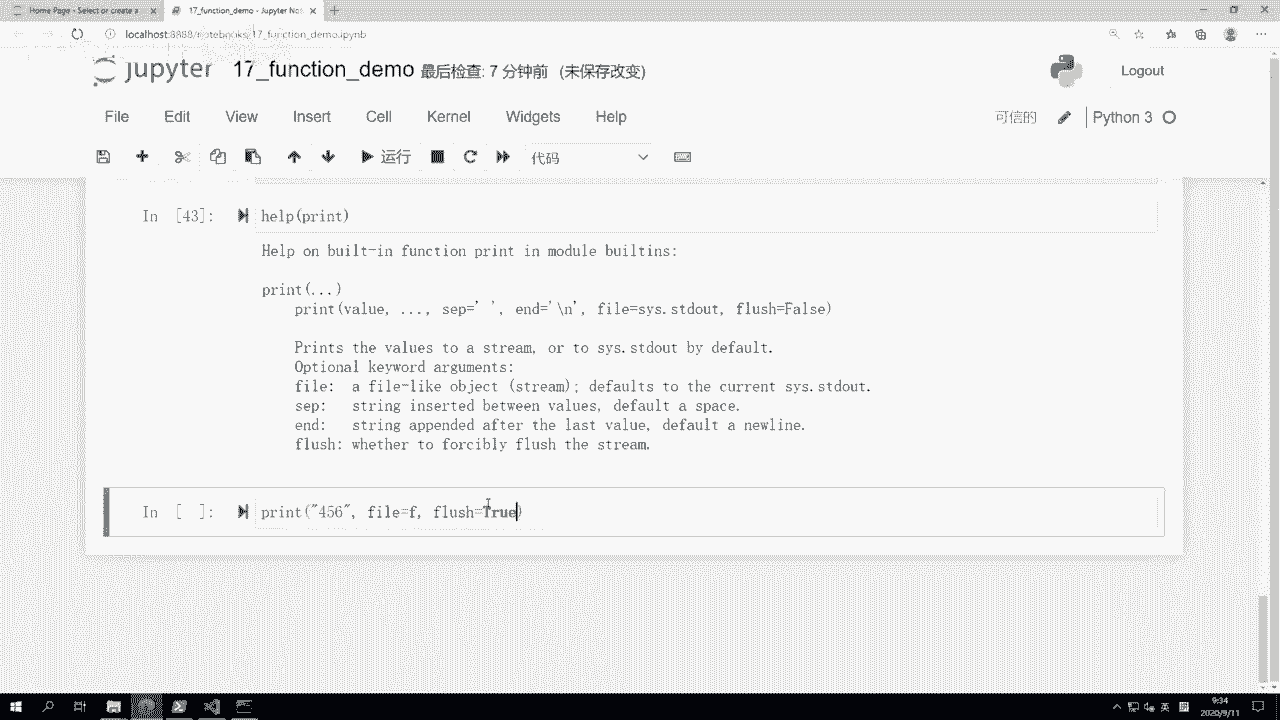 Home Page - Select or create a
17_function_demo - Jupyter Not
localhost:8888/notebooks/17_function_demo.ipynb
jupyter 17_function_demo 最后检查: 7 分钟前 (未保存改变)
Logout
File Edit View Insert Cell Kernel Widgets Help 可信的 Python 3
运行 代码
In [43]: help(print)
Help on built-in function print in module builtins:
print(...)
print(value, ..., sep=' ', end='\n', file=sys.stdout, flush=False)
Prints the values to a stream, or to sys.stdout by default.
Optional keyword arguments:
file: a file-like object (stream); defaults to the current sys.stdout.
sep: string inserted between values, default a space.
end: string appended after the last value, default a newline.
flush: whether to forcibly flush the stream.
In [ ]: print("456", file=f, flush=True)
英
9:34
2020/9/11